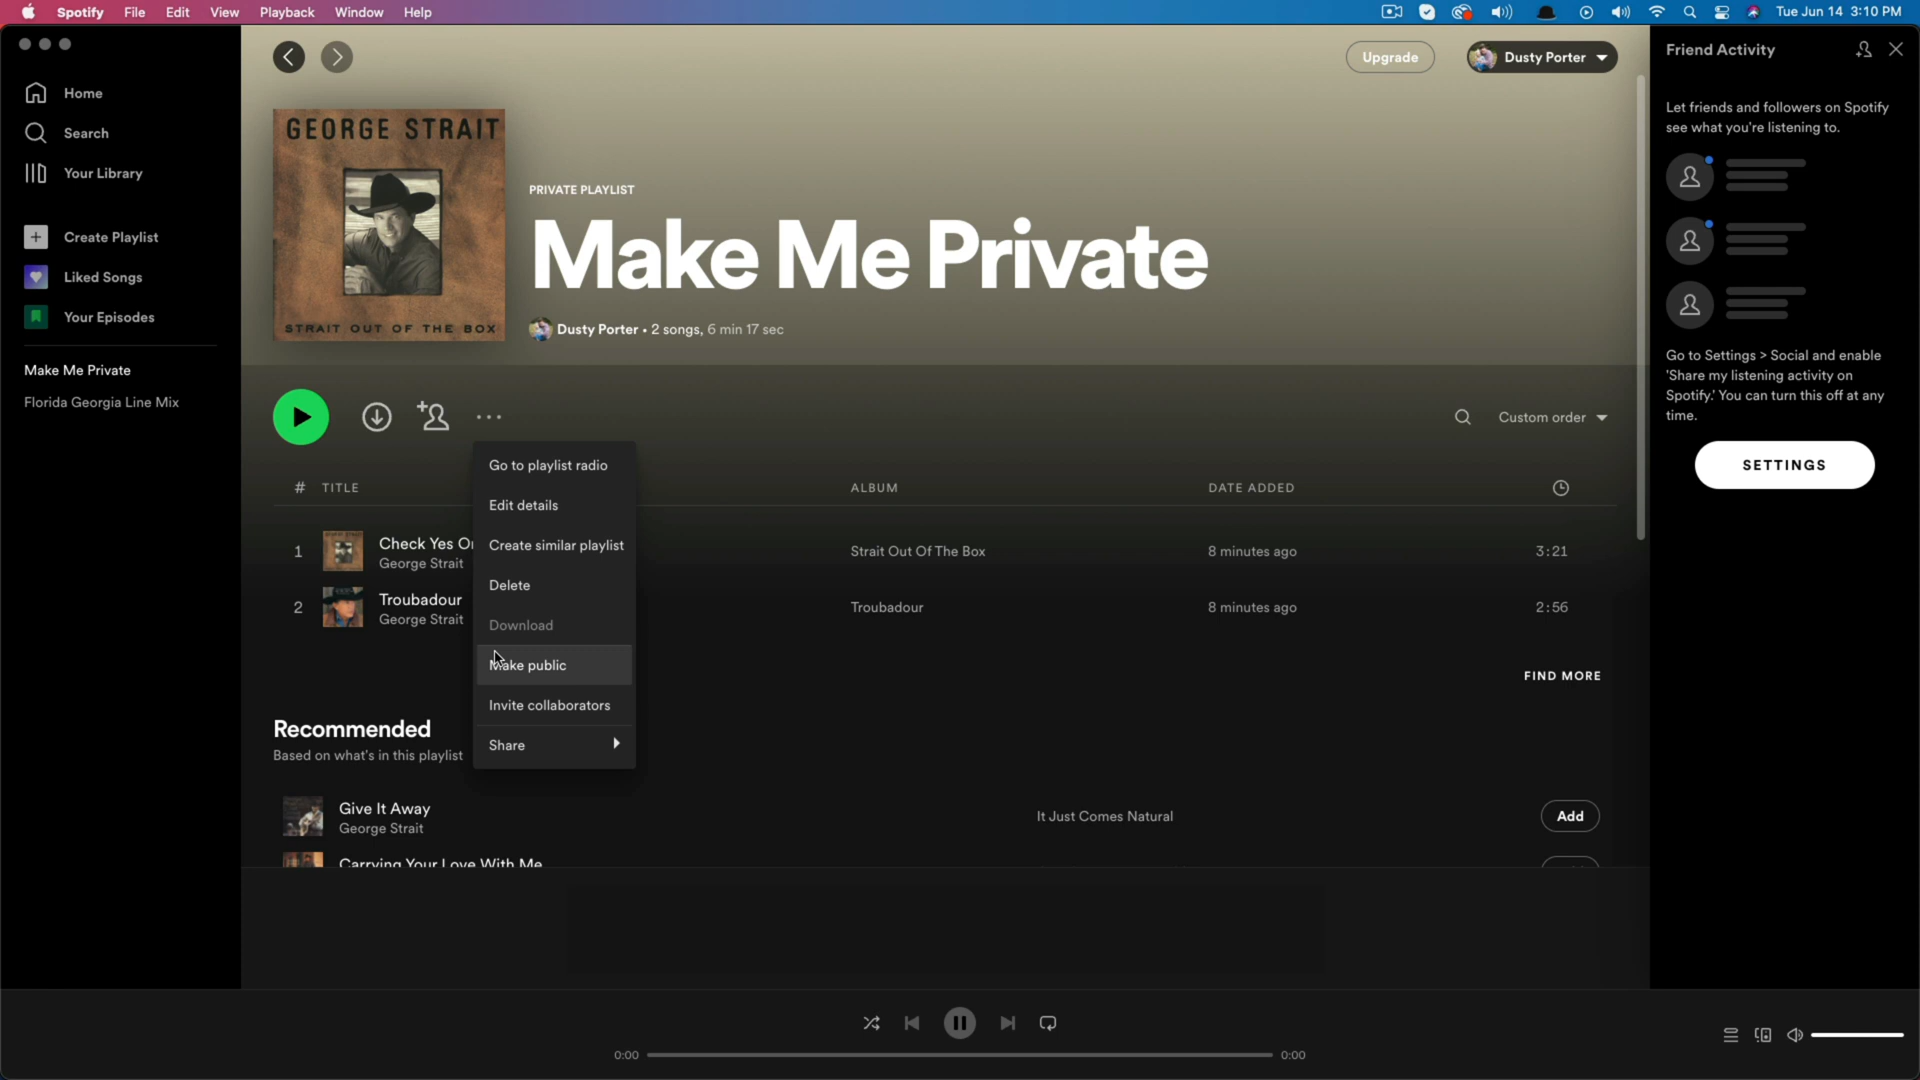 Spotify File Edit View Playback Window Help
Tue Jun 14 3:10 PM
Home
Search
Your Library
Create Playlist
Liked Songs
Your Episodes
Make Me Private
Florida Georgia Line Mix
Upgrade
Dusty Porter
GEORGE STRAIT
STRAIT OUT OF THE BOX
PRIVATE PLAYLIST
Make Me Private
Dusty Porter • 2 songs, 6 min 17 sec
Custom order
# TITLE ALBUM DATE ADDED
1 Check Yes Strait Out Of The Box 8 minutes ago 3:21
George Strait
2 Troubadour Troubadour 8 minutes ago 2:56
George Strait
Go to playlist radio
Edit details
Create similar playlist
Delete
Download
Make public
Invite collaborators
Share
FIND MORE
Recommended
Based on what's in this playlist
Give It Away It Just Comes Natural Add
George Strait
Carrying Your Love With Me
0:00 0:00
Friend Activity
Let friends and followers on Spotify
see what you're listening to.
Go to Settings > Social and enable
'Share my listening activity on
Spotify.' You can turn this off at any
time.
SETTINGS